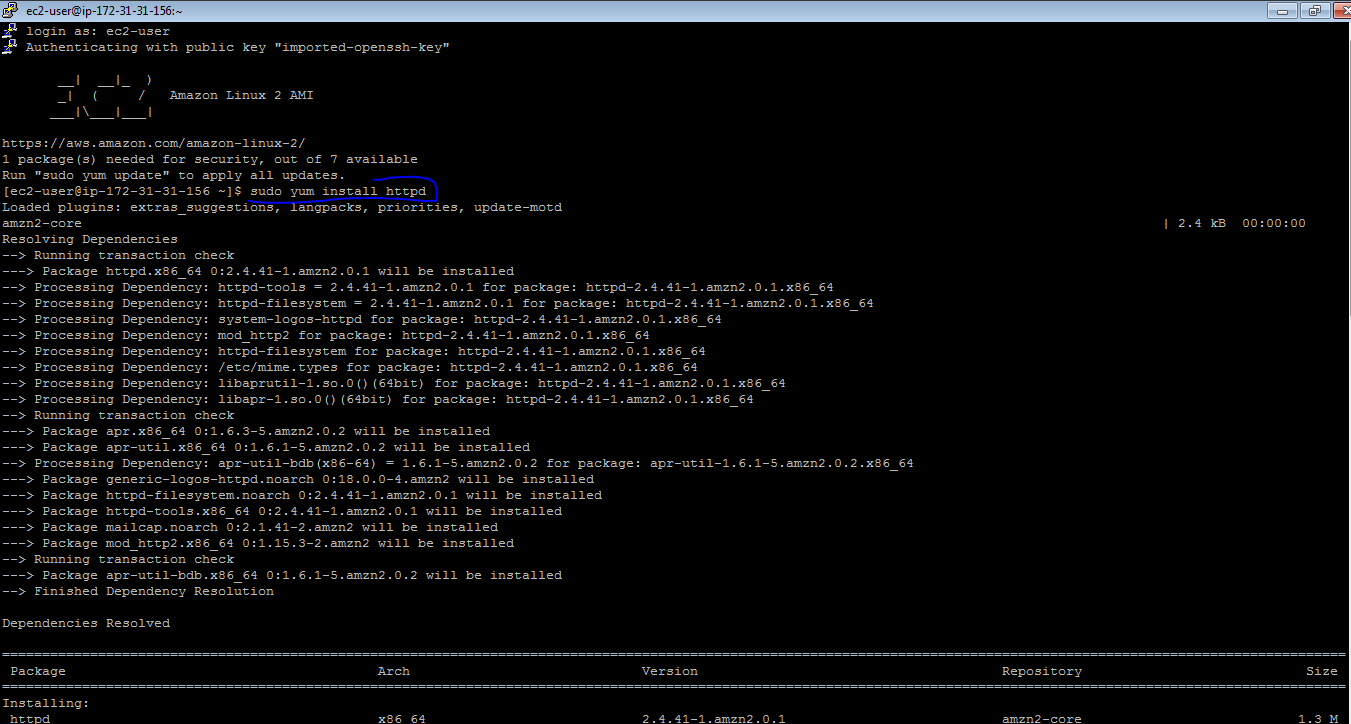 ec2-user@ip-172-31-31-156:~
login as: ec2-user
Authenticating with public key "imported-openssh-key"
       __|  __|_  )
       _|  (     /   Amazon Linux 2 AMI
      ___|\___|___|
https://aws.amazon.com/amazon-linux-2/
1 package(s) needed for security, out of 7 available
Run "sudo yum update" to apply all updates.
[ec2-user@ip-172-31-31-156 ~]$ sudo yum install httpd
Loaded plugins: extras_suggestions, langpacks, priorities, update-motd
amzn2-core | 2.4 kB 00:00:00
Resolving Dependencies
--> Running transaction check
---> Package httpd.x86_64 0:2.4.41-1.amzn2.0.1 will be installed
--> Processing Dependency: httpd-tools = 2.4.41-1.amzn2.0.1 for package: httpd-2.4.41-1.amzn2.0.1.x86_64
--> Processing Dependency: httpd-filesystem = 2.4.41-1.amzn2.0.1 for package: httpd-2.4.41-1.amzn2.0.1.x86_64
--> Processing Dependency: system-logos-httpd for package: httpd-2.4.41-1.amzn2.0.1.x86_64
--> Processing Dependency: mod_http2 for package: httpd-2.4.41-1.amzn2.0.1.x86_64
--> Processing Dependency: httpd-filesystem for package: httpd-2.4.41-1.amzn2.0.1.x86_64
--> Processing Dependency: /etc/mime.types for package: httpd-2.4.41-1.amzn2.0.1.x86_64
--> Processing Dependency: libaprutil-1.so.0()(64bit) for package: httpd-2.4.41-1.amzn2.0.1.x86_64
--> Processing Dependency: libapr-1.so.0()(64bit) for package: httpd-2.4.41-1.amzn2.0.1.x86_64
--> Running transaction check
---> Package apr.x86_64 0:1.6.3-5.amzn2.0.2 will be installed
---> Package apr-util.x86_64 0:1.6.1-5.amzn2.0.2 will be installed
--> Processing Dependency: apr-util-bdb(x86-64) = 1.6.1-5.amzn2.0.2 for package: apr-util-1.6.1-5.amzn2.0.2.x86_64
---> Package generic-logos-httpd.noarch 0:18.0.0-4.amzn2 will be installed
---> Package httpd-filesystem.noarch 0:2.4.41-1.amzn2.0.1 will be installed
---> Package httpd-tools.x86_64 0:2.4.41-1.amzn2.0.1 will be installed
---> Package mailcap.noarch 0:2.1.41-2.amzn2 will be installed
---> Package mod_http2.x86_64 0:1.15.3-2.amzn2 will be installed
--> Running transaction check
---> Package apr-util-bdb.x86_64 0:1.6.1-5.amzn2.0.2 will be installed
--> Finished Dependency Resolution
Dependencies Resolved
Package Arch Version Repository Size
Installing:
httpd x86_64 2.4.41-1.amzn2.0.1 amzn2-core 1.3 M